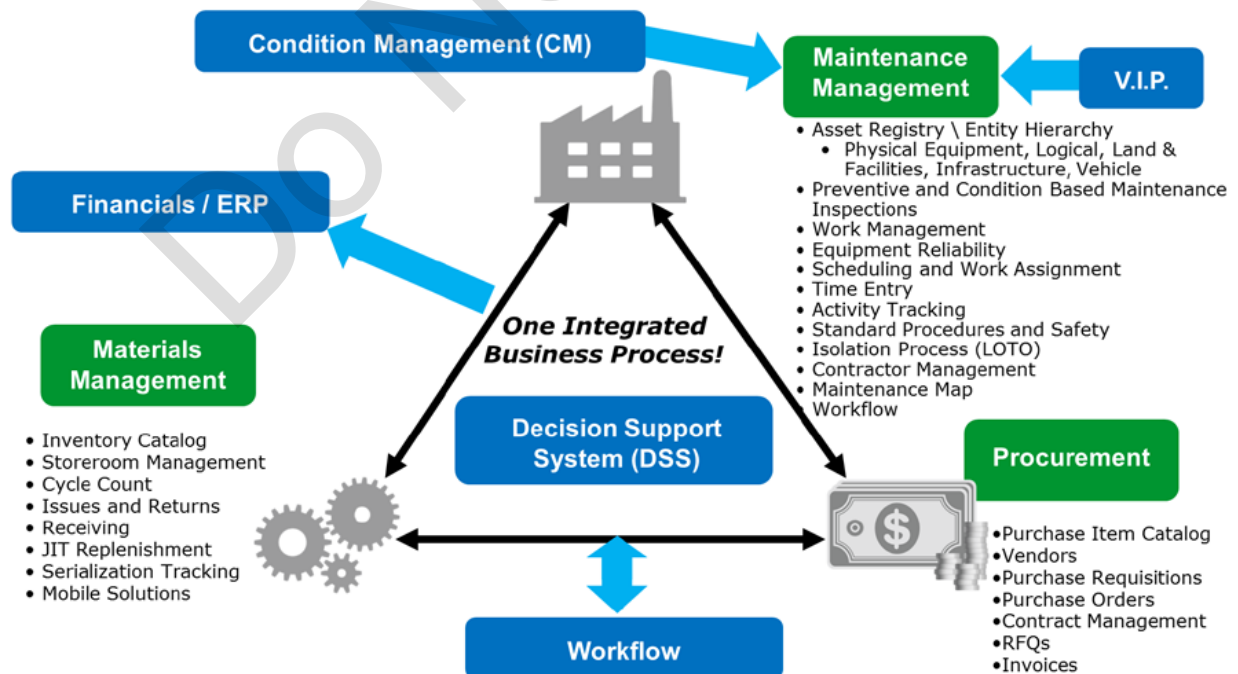 Condition Management (CM)
Maintenance
Management
V.I.P.
• Asset Registry \ Entity Hierarchy
• Physical Equipment, Logical, Land &
Facilities, Infrastructure, Vehicle
• Preventive and Condition Based Maintenance
Inspections
• Work Management
• Equipment Reliability
• Scheduling and Work Assignment
• Time Entry
• Activity Tracking
• Standard Procedures and Safety
• Isolation Process (LOTO)
• Contractor Management
• Maintenance Map
• Workflow
Financials / ERP
One Integrated
Business Process!
Materials
Management
• Inventory Catalog
• Storeroom Management
• Cycle Count
• Issues and Returns
• Receiving
• JIT Replenishment
• Serialization Tracking
• Mobile Solutions
Decision Support
System (DSS)
Procurement
$
•Purchase Item Catalog
•Vendors
•Purchase Requisitions
•Purchase Orders
•Contract Management
•RFQs
•Invoices
Workflow
Do N